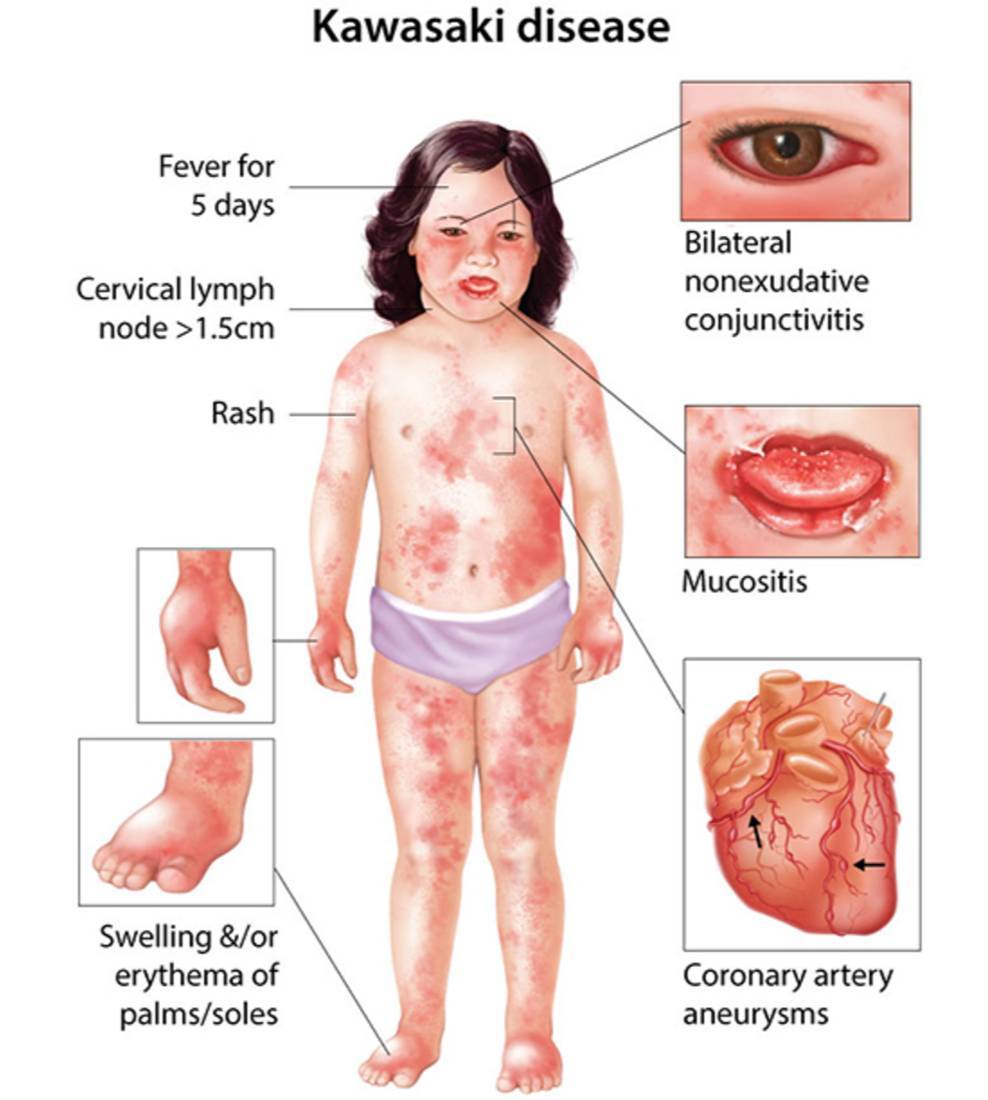 Kawasaki disease
Fever for
5 days
Cervical lymph
node >1.5cm
Rash
Swelling &/or
erythema of
palms/soles
Bilateral
nonexudative
conjunctivitis
Mucositis
Coronary artery
aneurysms